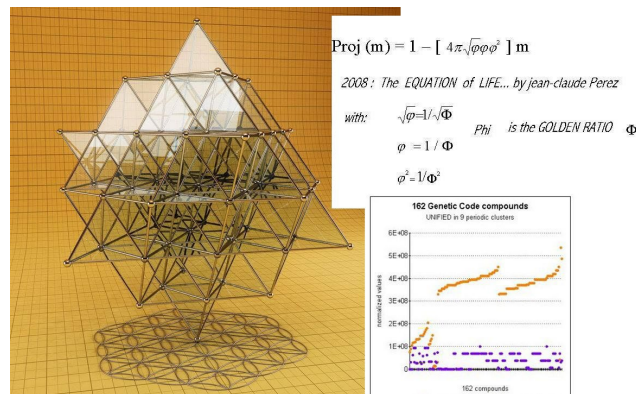 Proj (m) = 1 – [ 4π√φφφ² ] m
2008 : The EQUATION of LIFE... by jean-claude Perez
with: √φ=1/√Φ
Phi is the GOLDEN RATIO Φ
φ = 1 / Φ
φ²=1/Φ²
162 Genetic Code compounds
UNIFIED in 9 periodic clusters
6E+08
5E+08
4E+08
3E+08
2E+08
1E+08
0
normalized values
162 compounds